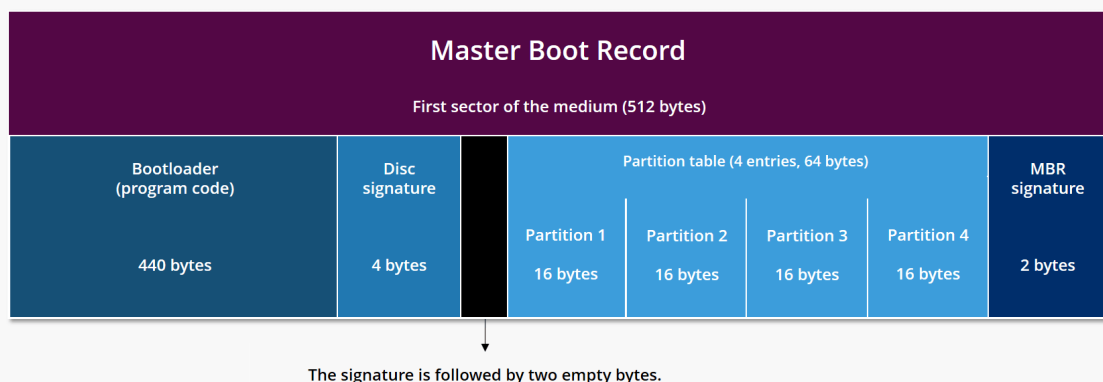 Master Boot Record
First sector of the medium (512 bytes)
Bootloader
(program code)
440 bytes
Disc
signature
4 bytes
Partition table (4 entries, 64 bytes)
Partition 1
16 bytes
Partition 2
16 bytes
Partition 3
16 bytes
Partition 4
16 bytes
MBR
signature
2 bytes
The signature is followed by two empty bytes.